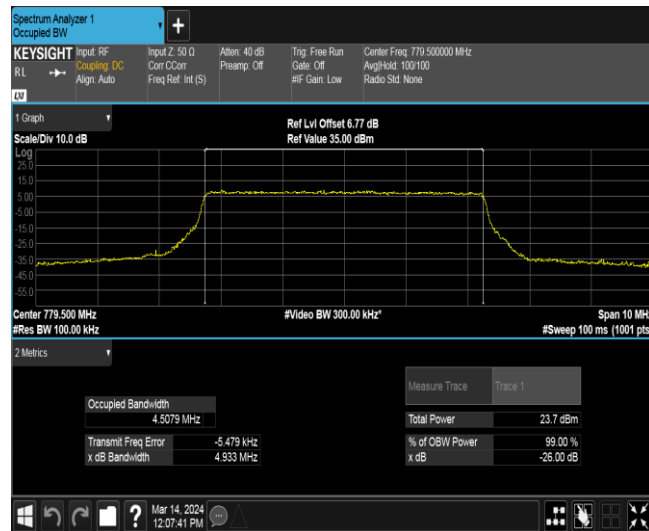 Spectrum Analyzer 1
Occupied BW
+
KEYSIGHT Input: RF Input Z: 50 Ω Atten: 40 dB Trig: Free Run Center Freq: 779.500000 MHz
RL Coupling: DC Corr CCorr Preamp: Off Gate: Off Avg|Hold: 100/100
Align: Auto Freq Ref: Int (S) #IF Gain: Low Radio Std: None
LXI
1 Graph
Ref Lvl Offset 6.77 dB
Scale/Div 10.0 dB Ref Value 35.00 dBm
Log
25.0
15.0
5.00
-5.00
-15.0
-25.0
-35.0
-45.0
-55.0
Center 779.500 MHz #Video BW 300.00 kHz* Span 10 MH
#Res BW 100.00 kHz #Sweep 100 ms (1001 pts
2 Metrics
Measure Trace Trace 1
Occupied Bandwidth
4.5079 MHz
Total Power 23.7 dBm
Transmit Freq Error -5.479 kHz % of OBW Power 99.00 %
x dB Bandwidth 4.933 MHz x dB -26.00 dB
? Mar 14, 2024
12:07:41 PM